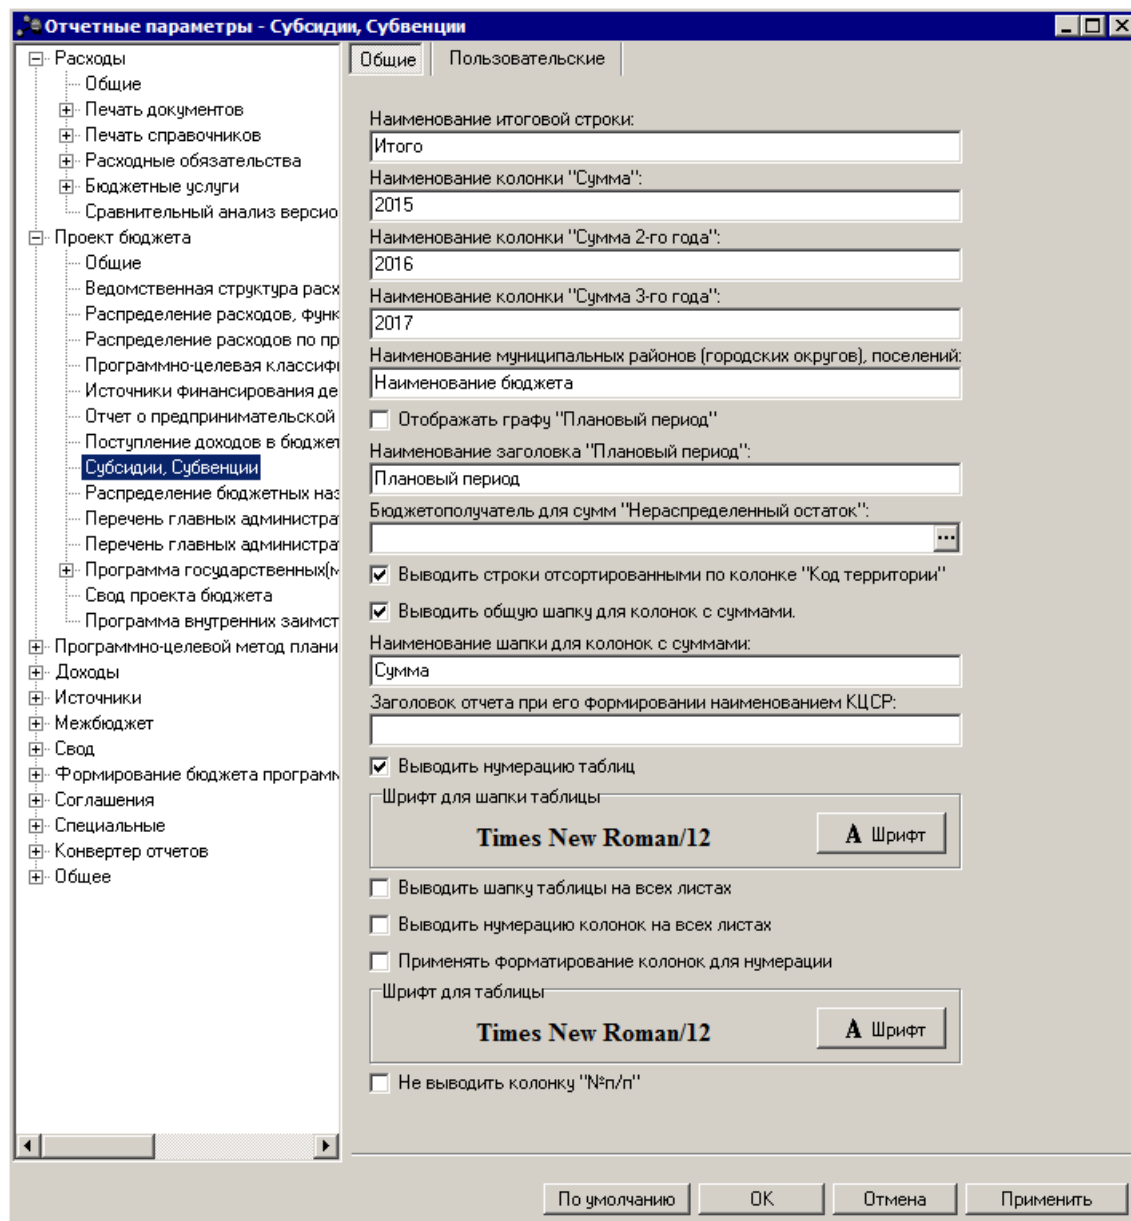 Отчетные параметры - Субсидии, Субвенции
Расходы
Общие
Печать документов
Печать справочников
Расходные обязательства
Бюджетные услуги
Сравнительный анализ версио
Проект бюджета
Общие
Ведомственная структура расх
Распределение расходов, функ
Распределение расходов по пр
Программно-целевая классифи
Источники финансирования де
Отчет о предпринимательской
Поступление доходов в бюджет
Субсидии, Субвенции
Распределение бюджетных наз
Перечень главных администра
Перечень главных администра
Программа государственных(м
Свод проекта бюджета
Программа внутренних заимст
Программно-целевой метод плани
Доходы
Источники
Межбюджет
Свод
Формирование бюджета программ
Соглашения
Специальные
Конвертер отчетов
Общее
Общие
Пользовательские
Наименование итоговой строки:
Итого
Наименование колонки "Сумма":
2015
Наименование колонки "Сумма 2-го года":
2016
Наименование колонки "Сумма 3-го года":
2017
Наименование муниципальных районов (городских округов), поселений:
Наименование бюджета
Отображать графу "Плановый период"
Наименование заголовка "Плановый период":
Плановый период
Бюджетополучатель для сумм "Нераспределенный остаток":
...
Выводить строки отсортированными по колонке "Код территории"
Выводить общую шапку для колонок с суммами.
Наименование шапки для колонок с суммами:
Сумма
Заголовок отчета при его формировании наименованием КЦСР:
Выводить нумерацию таблиц
Шрифт для шапки таблицы
Times New Roman/12
А Шрифт
Выводить шапку таблицы на всех листах
Выводить нумерацию колонок на всех листах
Применять форматирование колонок для нумерации
Шрифт для таблицы
Times New Roman/12
А Шрифт
Не выводить колонку "№п/п"
По умолчанию
OK
Отмена
Применить